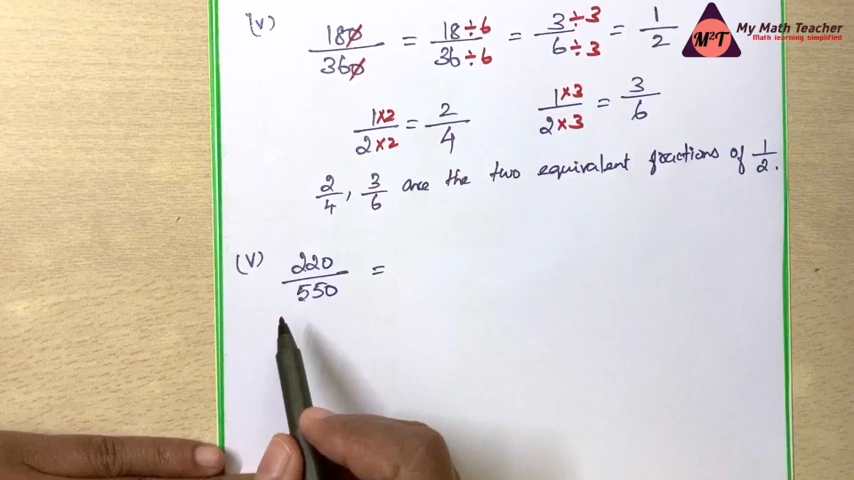 (V) 180/360 = 18÷6/36÷6 = 3÷3/6÷3 = 1/2
M²T My Math Teacher
Math learning simplified
1×2/2×2 = 2/4 1×3/2×3 = 3/6
2/4, 3/6 are the two equivalent fractions of 1/2.
(V) 220/550 =